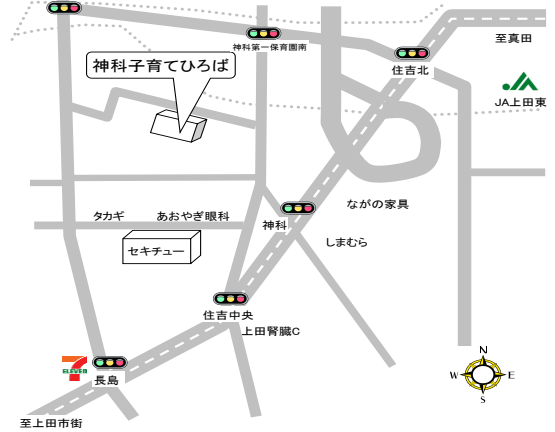 至真田
神科第一保育園南
神科子育てひろば
住吉北
JA上田東
ながの家具
タカギ
あおやぎ眼科
神科
しまむら
セキチュー
住吉中央
上田腎臓C
N
W
E
S
7
ELEVEN
長島
至上田市街